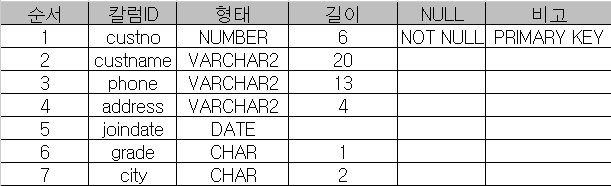 순서 칼럼ID 형태 길이 NULL 비고
1 custno NUMBER 6 NOT NULL PRIMARY KEY
2 custname VARCHAR2 20
3 phone VARCHAR2 13
4 address VARCHAR2 4
5 joindate DATE
6 grade CHAR 1
7 city CHAR 2